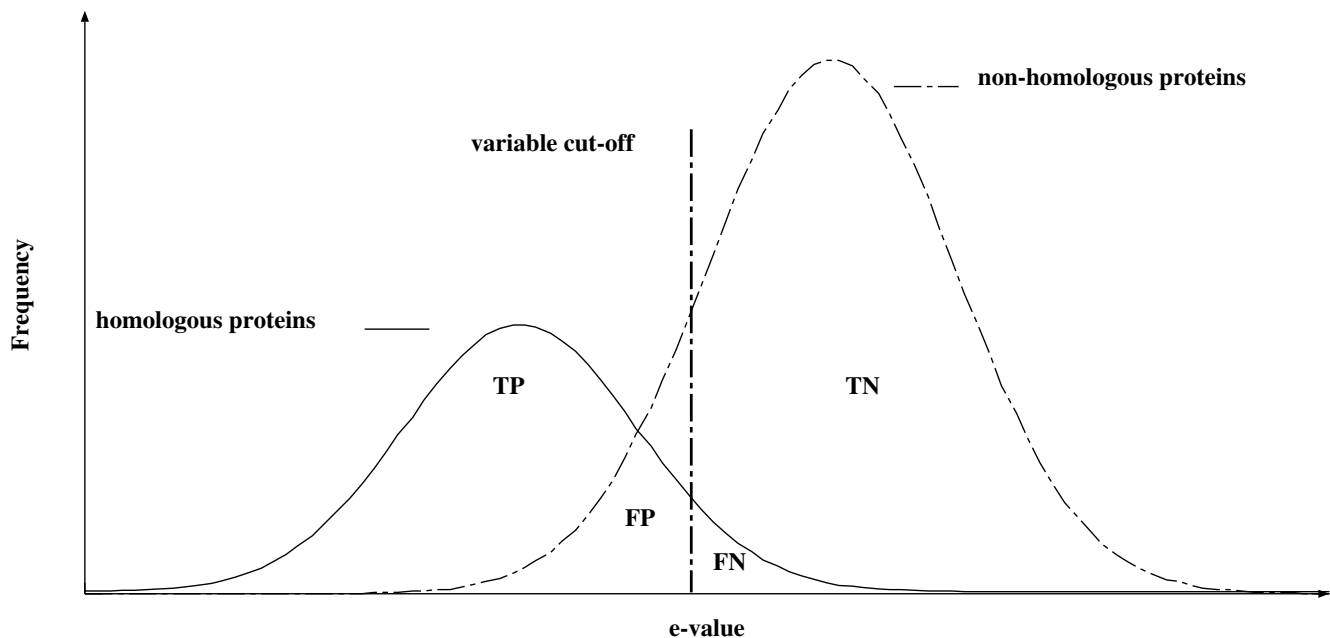 non-homologous proteins
variable cut-off
Frequency
homologous proteins
TP
TN
FP
FN
e-value